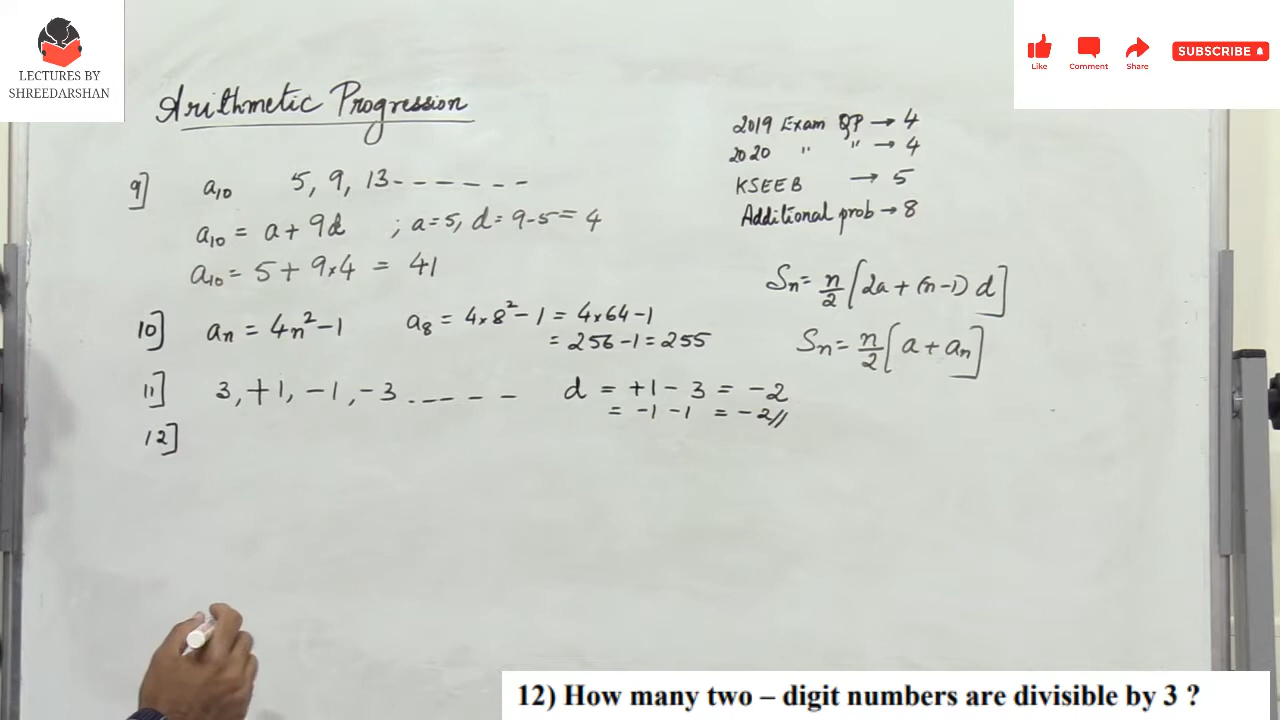 LECTURES BY
SHREEDARSHAN
Like Comment Share SUBSCRIBE
Arithmetic Progression
2019 Exam QP → 4
2020 " " → 4
KSEEB → 5
Additional prob → 8
9] a₁₀ 5, 9, 13------
a₁₀ = a + 9d ; a = 5, d = 9-5 = 4
a₁₀ = 5 + 9×4 = 41
Sn = n/2 [2a + (n-1) d]
Sn = n/2 [a + an]
10] an = 4n² - 1 a₈ = 4×8² - 1 = 4×64 - 1
= 256 - 1 = 255
11] 3, +1, -1, -3 ------ d = +1 - 3 = -2
= -1 -1 = -2//
12]
12) How many two – digit numbers are divisible by 3 ?